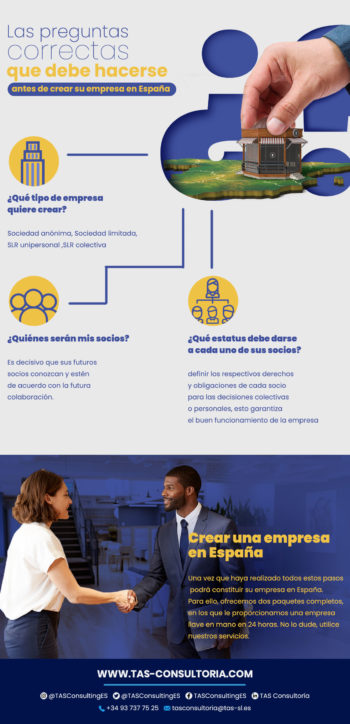 Las preguntas
correctas
que debe hacerse
antes de crear su empresa en España
¿Qué tipo de empresa
quiere crear?
Sociedad anónima, Sociedad limitada,
SLR unipersonal ,SLR colectiva
¿Quiénes serán mis socios?
Es decisivo que sus futuros
socios conozcan y estén
de acuerdo con la futura
colaboración.
¿Qué estatus debe darse
a cada uno de sus socios?
definir los respectivos derechos
y obligaciones de cada socio
para las decisiones colectivas
o personales, esto garantiza
el buen funcionamiento de la empresa
Crear una empresa
en España
Una vez que haya realizado todos estos pasos
podrá constituir su empresa en España.
Para ello, ofrecemos dos paquetes completos,
en los que le proporcionamos una empresa
llave en mano en 24 horas. No lo dude, utilice
nuestros servicios.
WWW.TAS-CONSULTORIA.COM
@TASConsultingES @TASConsultingES TASConsultingES TAS Consultoria
+34 93 737 75 25 tasconsultoria@tas-sl.es